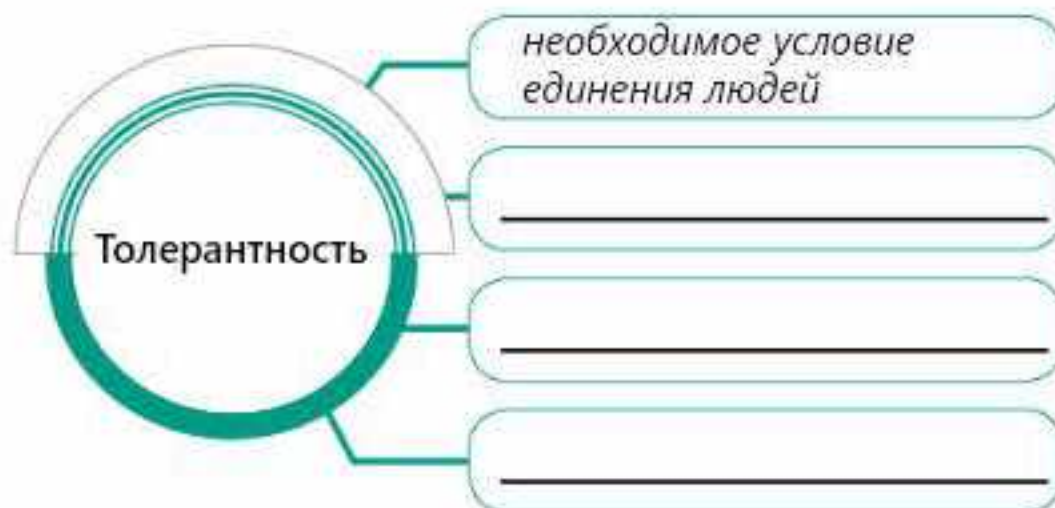 необходимое условие
единения людей
Толерантность